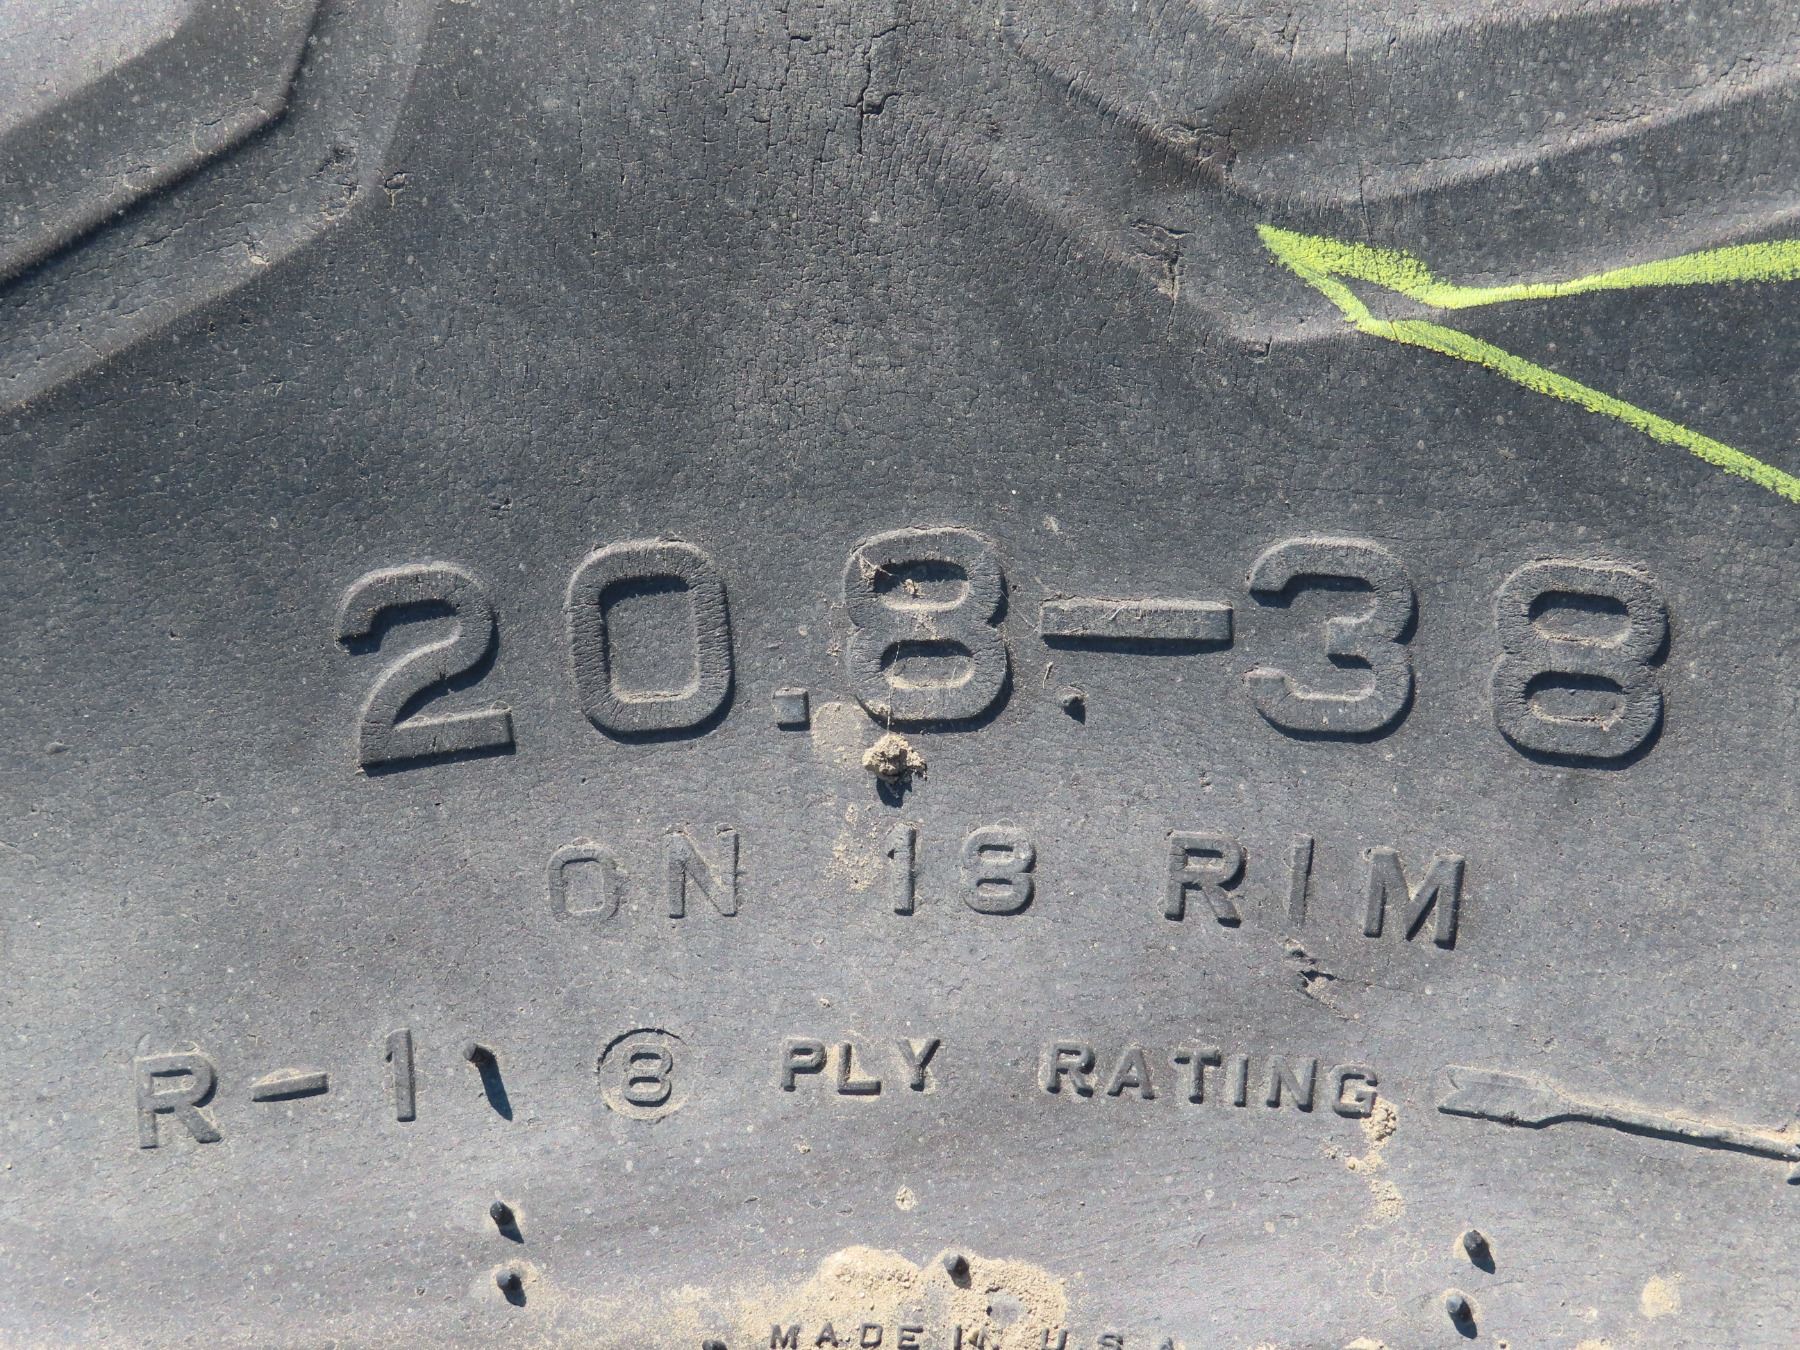 20.8-38
ON 18 RIM
R-1 8 PLY RATING
MADE IN U.S.A.